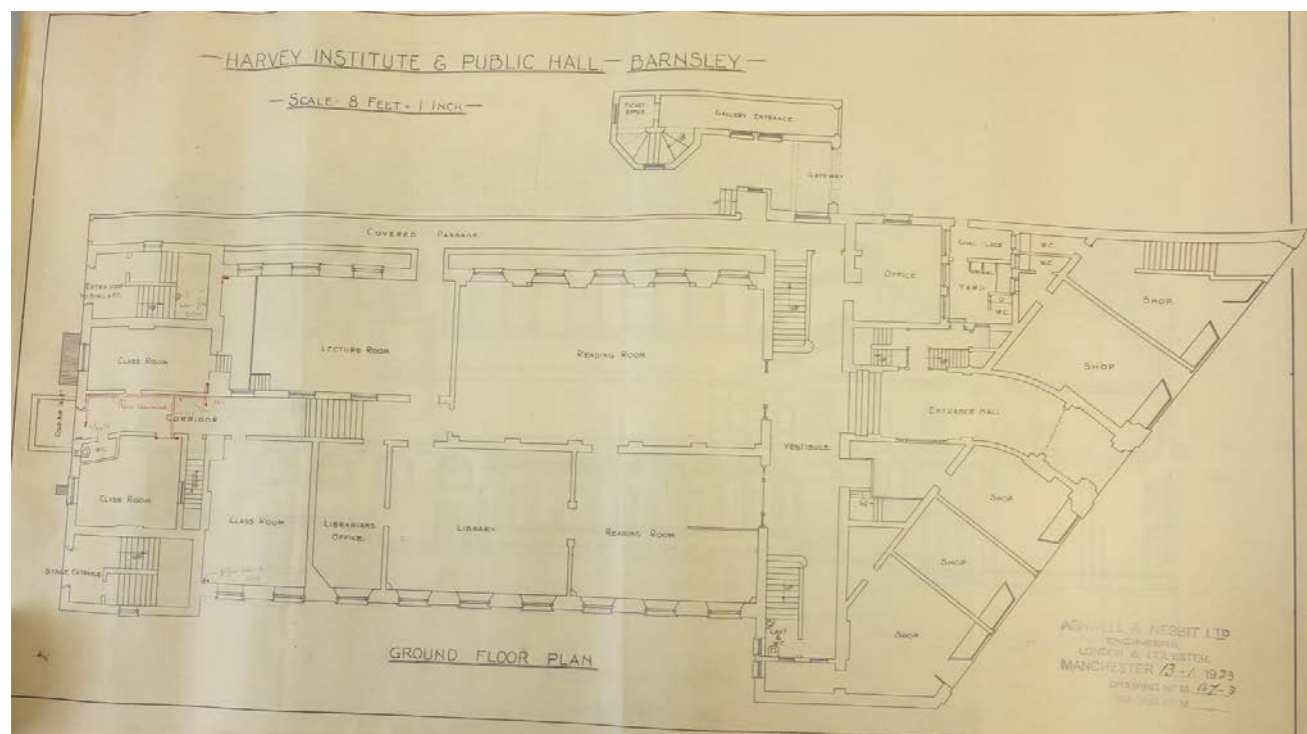 HARVEY INSTITUTE & PUBLIC HALL - BARNSLEY
SCALE - 8 FEET - 1 INCH
TICKET
OFFICE
GALLERY ENTRANCE
GATEWAY
COVERED PASSAGE
OFFICE
COAL PLACE
YARD
W.C.
W.C.
W.C.
SHOP
SHOP
CLASS ROOM
LECTURE ROOM
READING ROOM
CORRIDOR
ENTRANCE HALL
VESTIBULE
W.C.
CLASS ROOM
CLASS ROOM
LIBRARIANS
OFFICE
LIBRARY
READING ROOM
SHOP
SHOP
SHOP
STAGE ENTRANCE
GROUND FLOOR PLAN
ASHWELL & NESBIT LTD
ENGINEERS
LONDON & LEICESTER
MANCHESTER
DRAWING No M